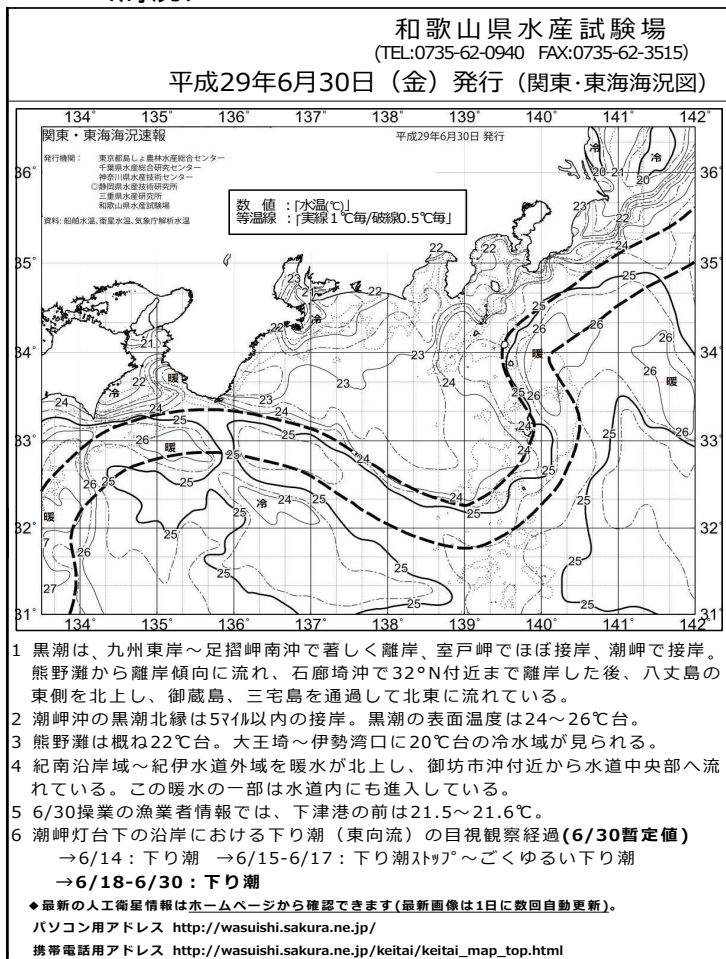 和歌山県水産試験場
(TEL:0735-62-0940 FAX:0735-62-3515)
平成29年6月30日（金）発行（関東･東海海況図）
134° 135° 136° 137° 138° 139° 140° 141° 142°
関東・東海海況速報
平成29年6月30日 発行
発行機関： 東京都島しょ農林水産総合センター
千葉県水産総合研究センター
神奈川県水産技術センター
◎静岡県水産技術研究所
三重県水産研究所
和歌山県水産試験場
資料: 船舶水温、衛星水温、気象庁解析水温
数 値 ：｢水温(℃)｣
等温線 ：｢実線１℃毎/破線0.5℃毎｣
36°
35°
34°
33°
32°
31°
134° 135° 136° 137° 138° 139° 140° 141° 142°
1 黒潮は、九州東岸～足摺岬南沖で著しく離岸、室戸岬でほぼ接岸、潮岬で接岸。
熊野灘から離岸傾向に流れ、石廊埼沖で32°N付近まで離岸した後、八丈島の
東側を北上し、御蔵島、三宅島を通過して北東に流れている。
2 潮岬沖の黒潮北縁は5ﾏｲﾙ以内の接岸。黒潮の表面温度は24～26℃台。
3 熊野灘は概ね22℃台。大王埼～伊勢湾口に20℃台の冷水域が見られる。
4 紀南沿岸域～紀伊水道外域を暖水が北上し、御坊市沖付近から水道中央部へ流
れている。この暖水の一部は水道内にも進入している。
5 6/30操業の漁業者情報では、下津港の前は21.5～21.6℃。
6 潮岬灯台下の沿岸における下り潮（東向流）の目視観察経過(6/30暫定値)
→6/14：下り潮 →6/15-6/17：下り潮ｽﾄｯﾌﾟ～ごくゆるい下り潮
→6/18-6/30：下り潮
◆最新の人工衛星情報はホームページから確認できます(最新画像は1日に数回自動更新)。
パソコン用アドレス http://wasuishi.sakura.ne.jp/
携帯電話用アドレス http://wasuishi.sakura.ne.jp/keitai/keitai_map_top.html